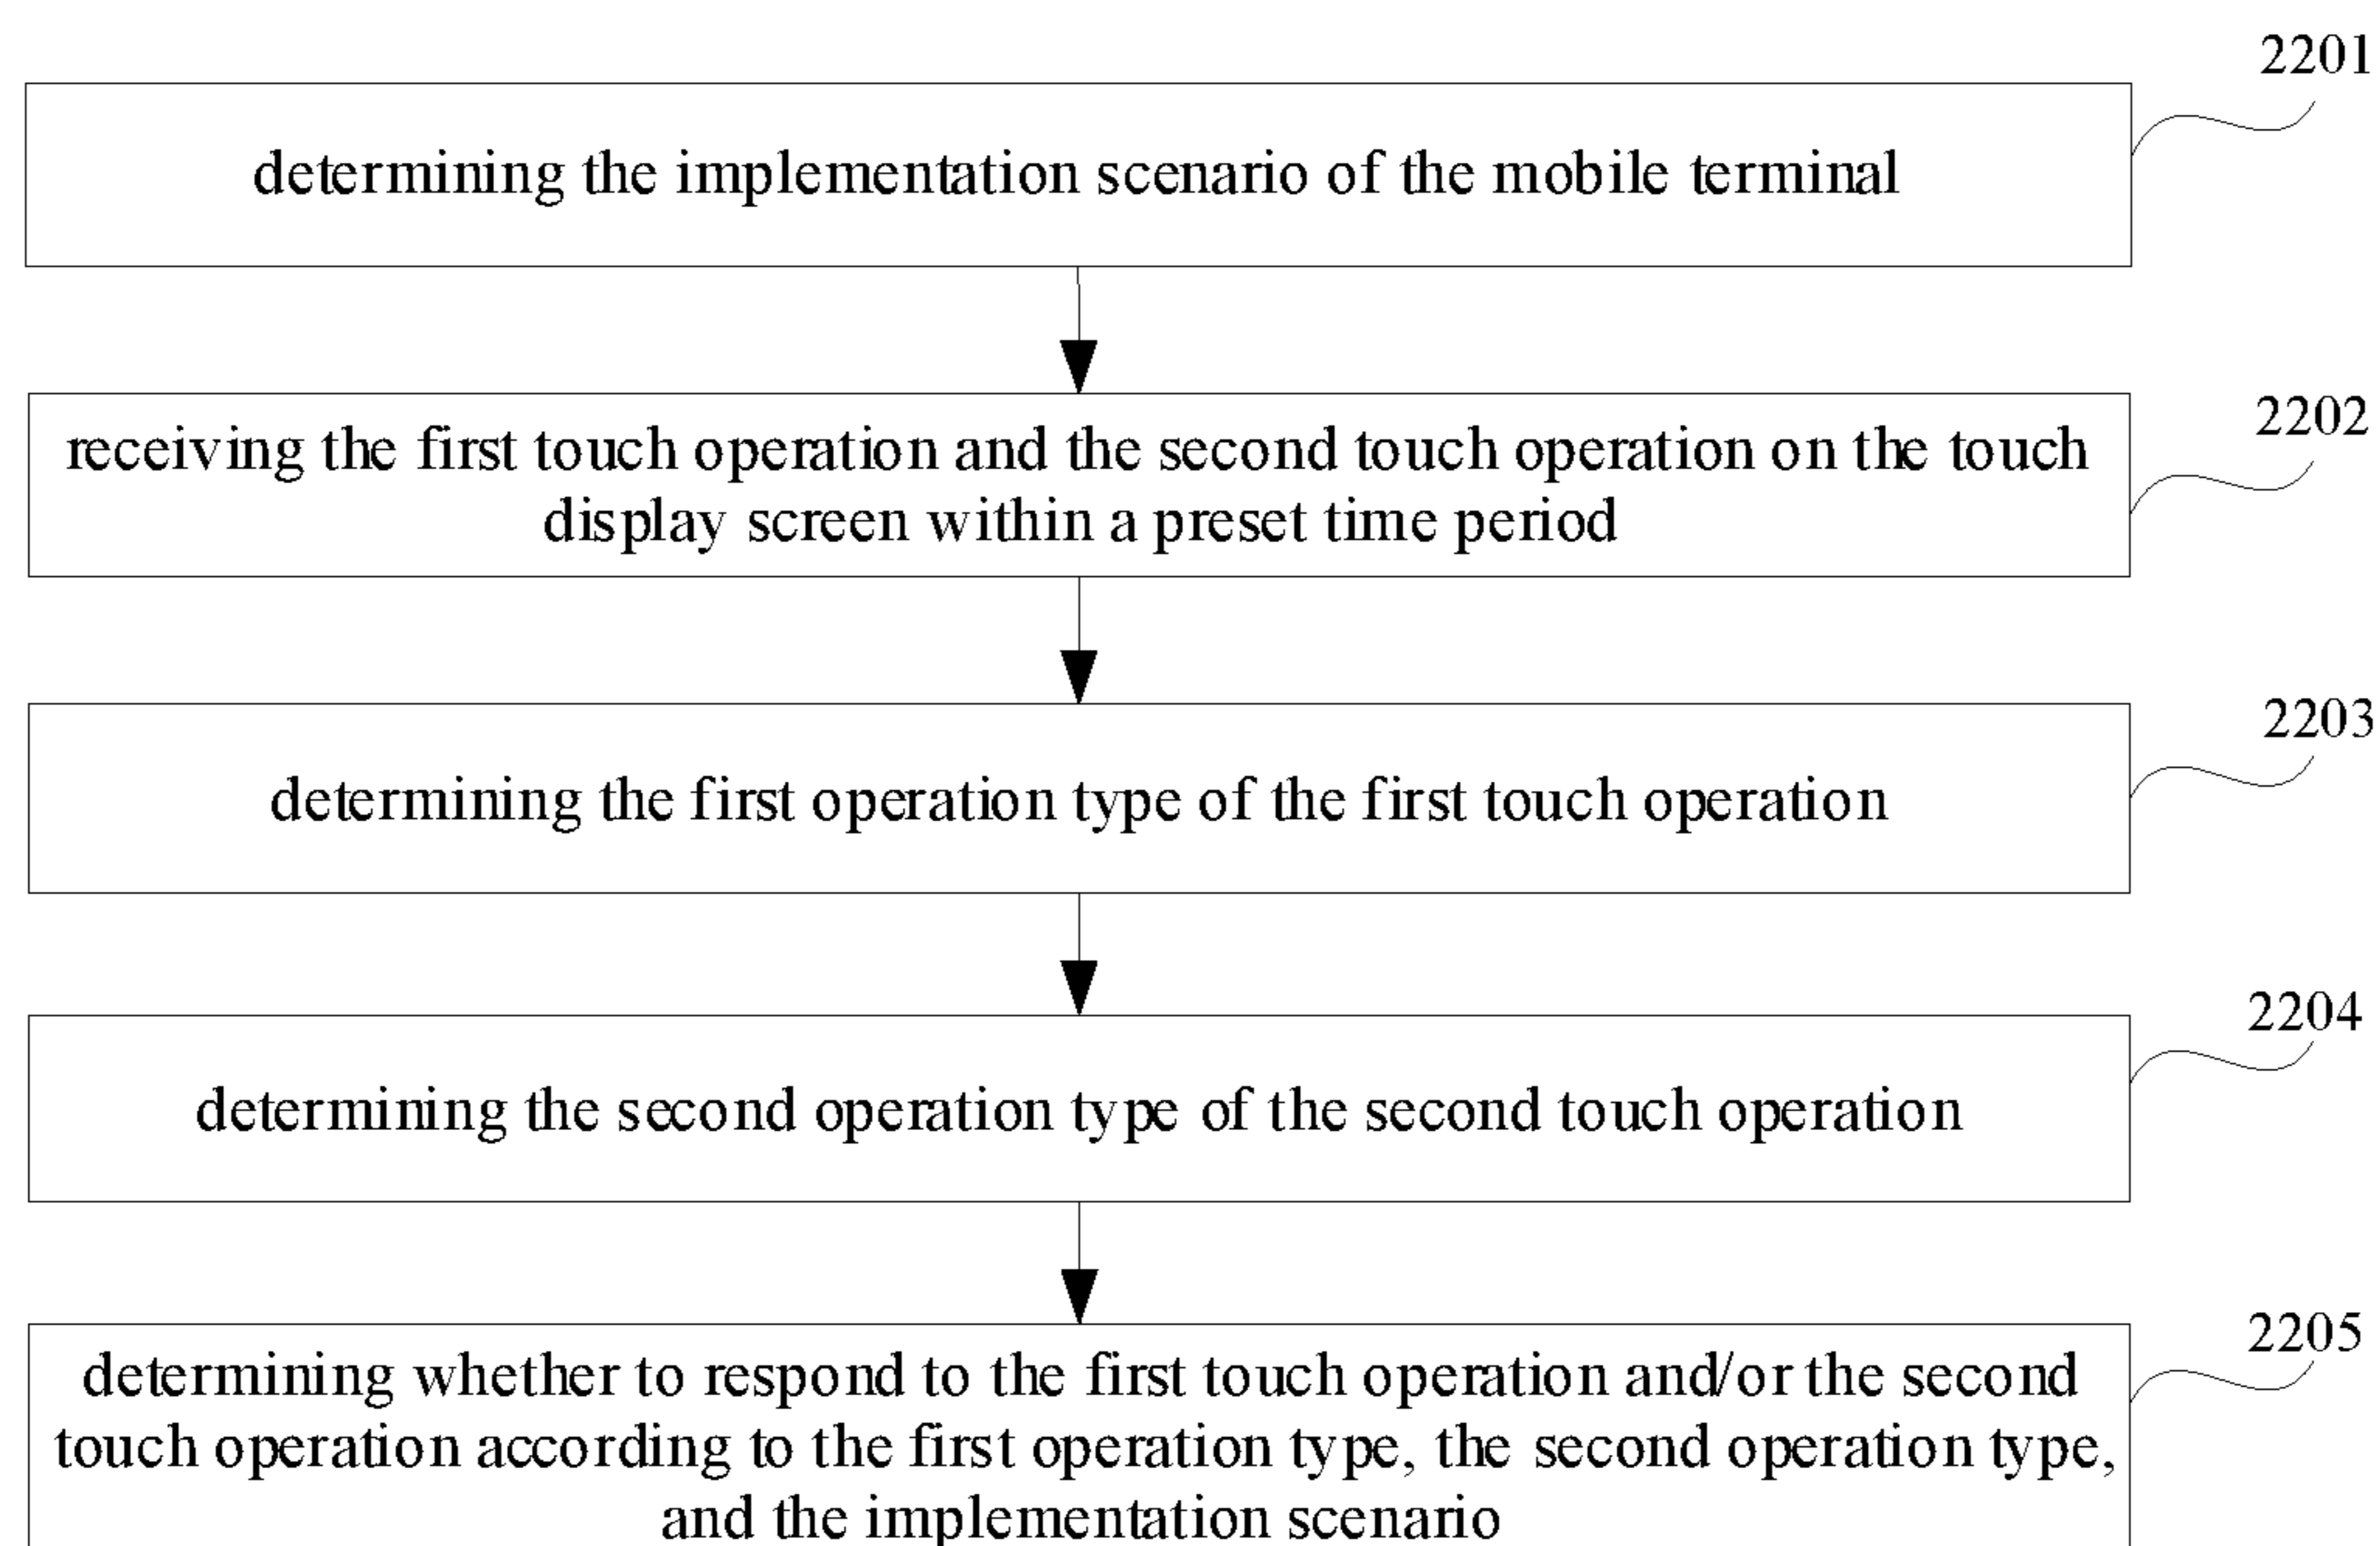 2201
determining the implementation scenario of the mobile terminal
2202
receiving the first touch operation and the second touch operation on the touch
display screen within a preset time period
2203
determining the first operation type of the first touch operation
2204
determining the second operation type of the second touch operation
2205
determining whether to respond to the first touch operation and/or the second
touch operation according to the first operation type, the second operation type,
and the implementation scenario